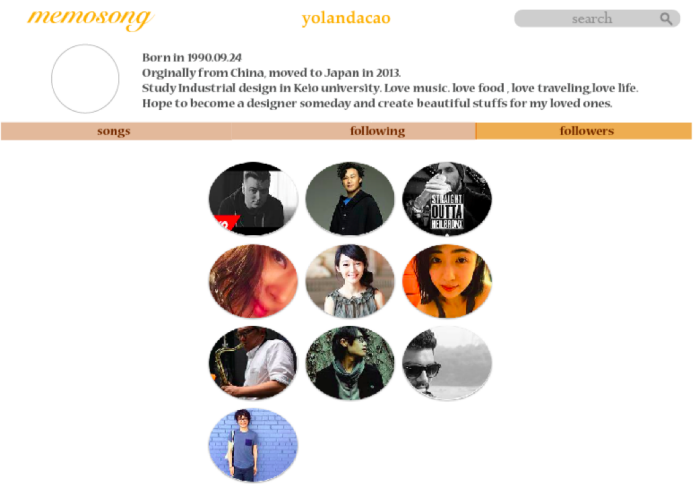 memosong
yolandacao
search
Born in 1990.09.24
Orginally from China, moved to Japan in 2013.
Study Industrial design in Keio university. Love music. love food , love traveling,love life.
Hope to become a designer someday and create beautiful stuffs for my loved ones.
songs
following
followers
STRAIGHT
OUTTA
HEILBRONX